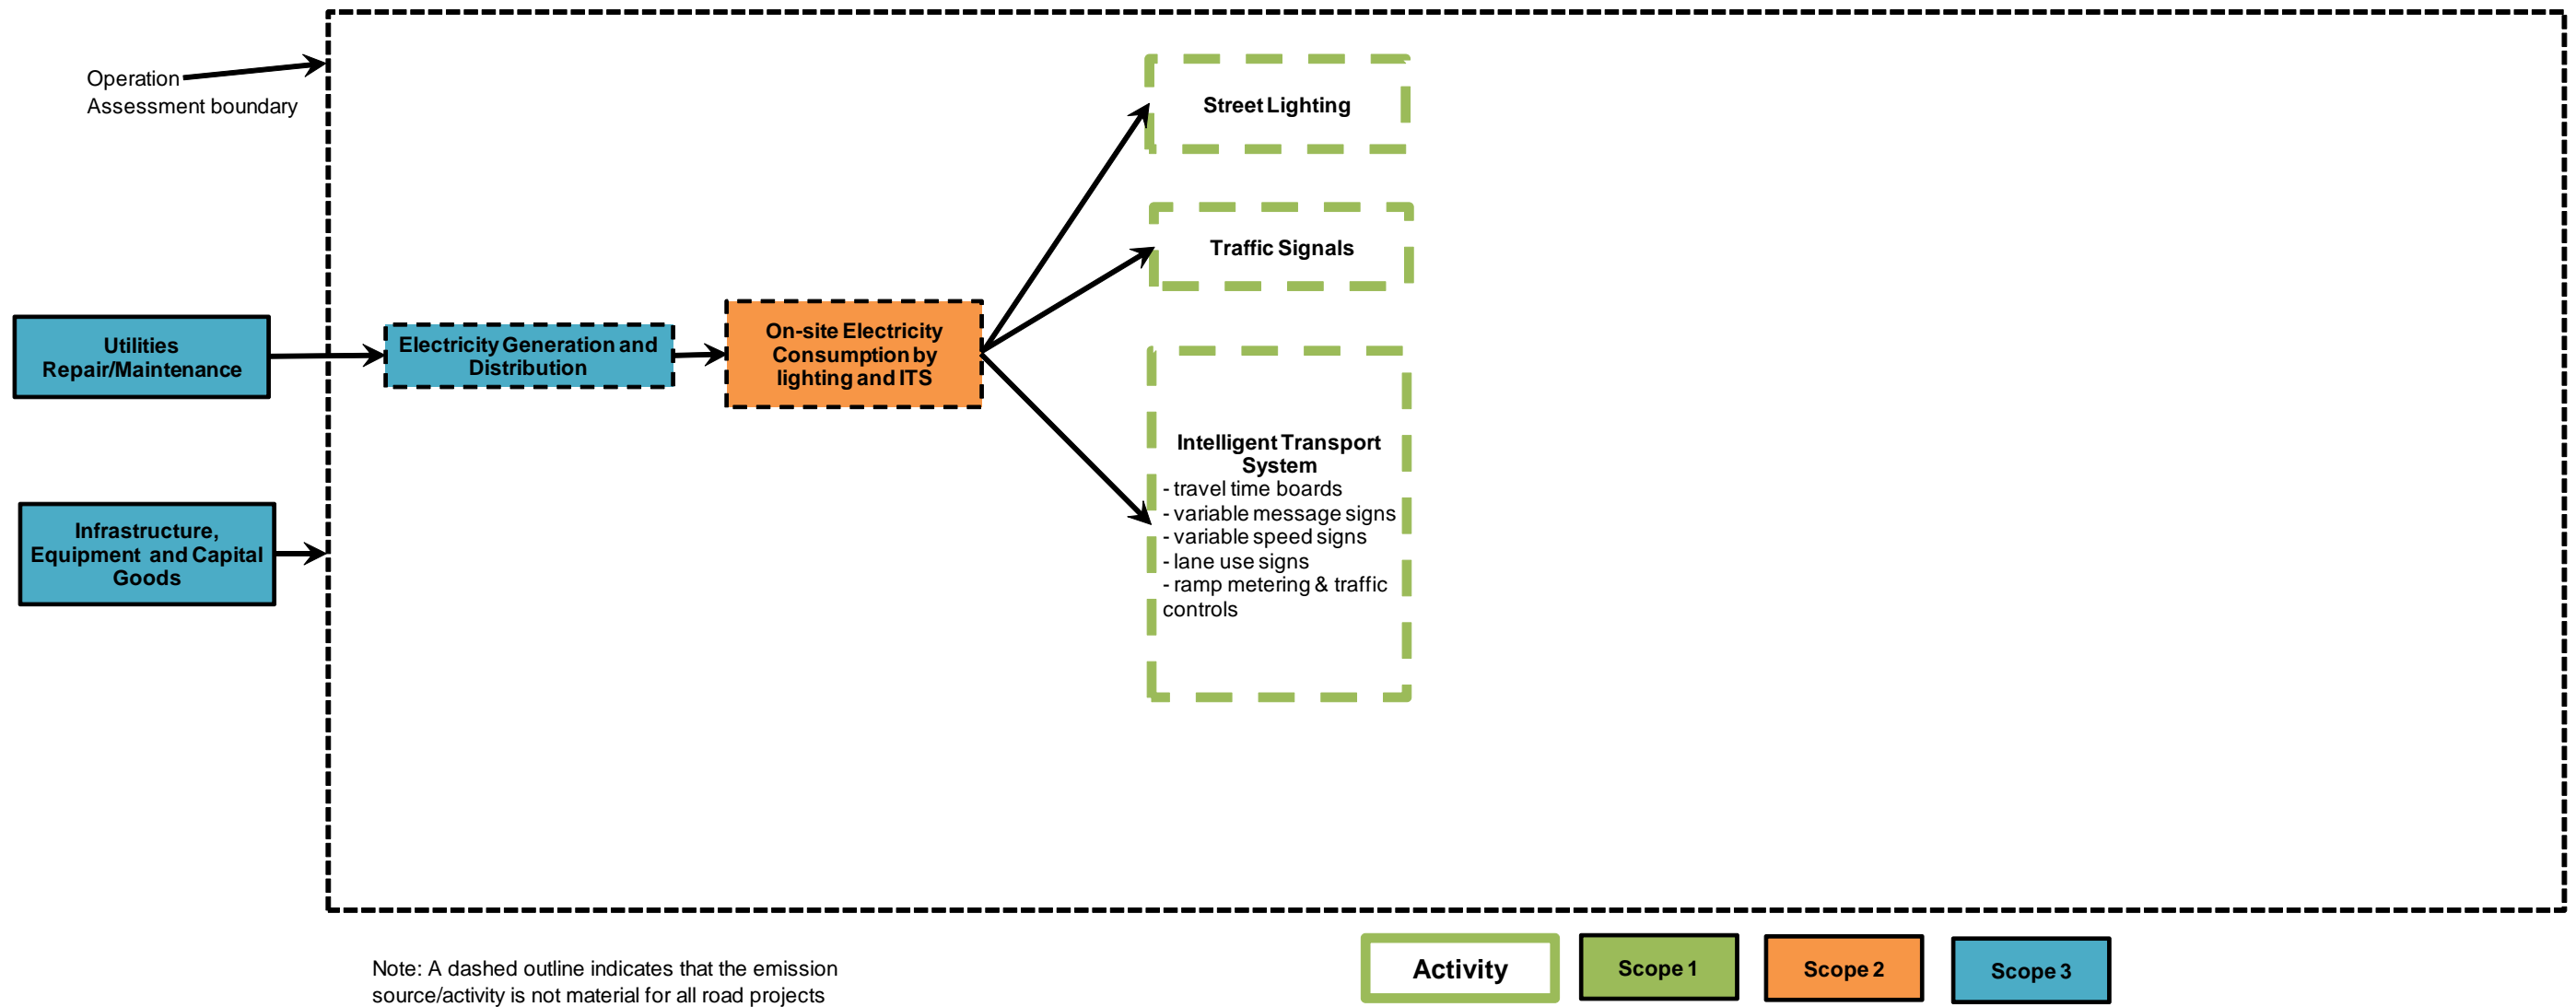 Operation
Assessment boundary
Street Lighting
Traffic Signals
Utilities
Repair/Maintenance
Electricity Generation and
Distribution
On-site Electricity
Consumption by
lighting and ITS
Intelligent Transport
System
- travel time boards
- variable message signs
- variable speed signs
- lane use signs
- ramp metering & traffic
controls
Infrastructure,
Equipment and Capital
Goods
Note: A dashed outline indicates that the emission
source/activity is not material for all road projects
Activity
Scope 1
Scope 2
Scope 3